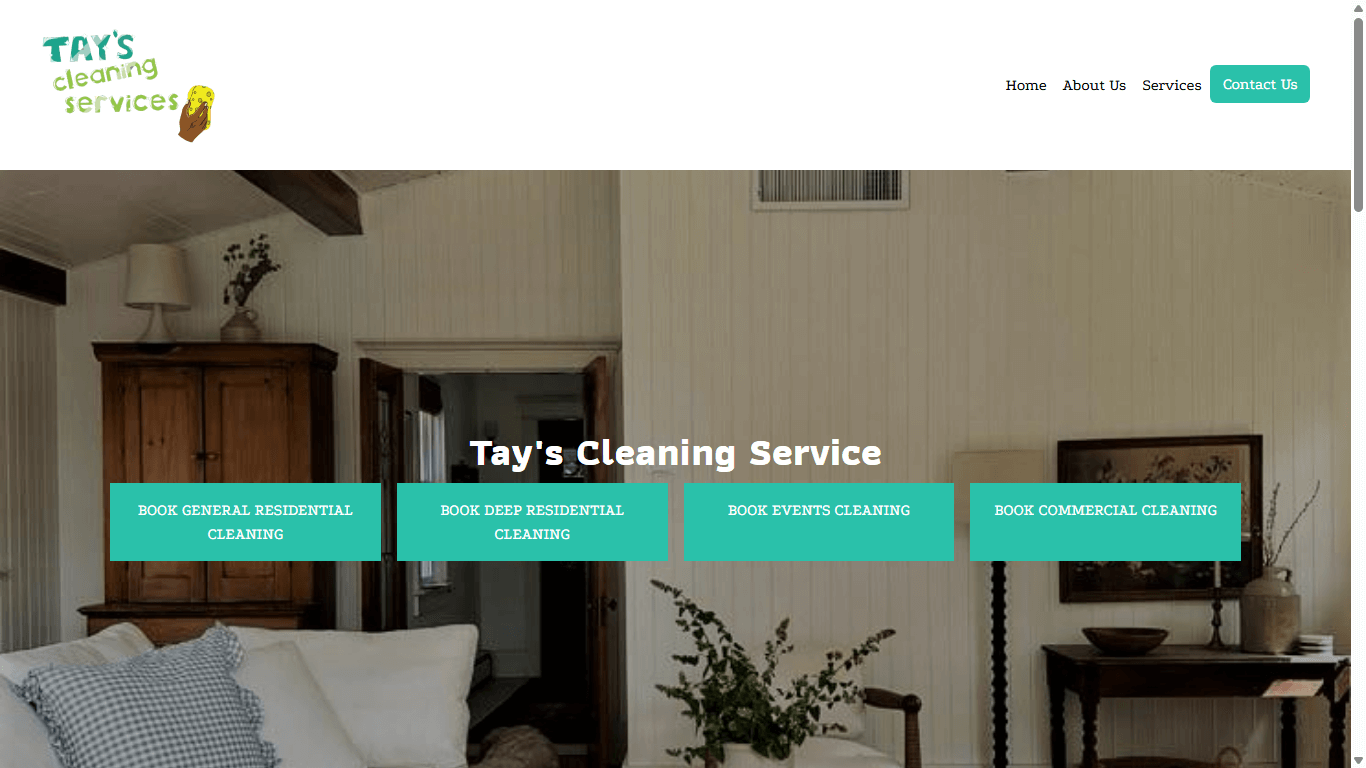 TAY'S
cleaning
services
Home About Us Services Contact Us
Tay's Cleaning Service
BOOK GENERAL RESIDENTIAL
CLEANING
BOOK DEEP RESIDENTIAL
CLEANING
BOOK EVENTS CLEANING
BOOK COMMERCIAL CLEANING